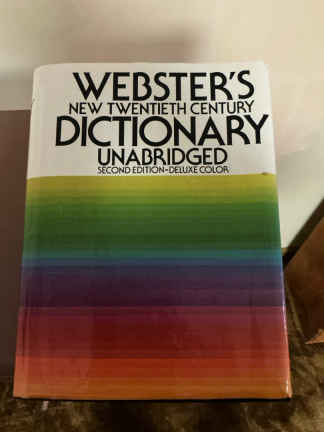 WEBSTER'S
NEW TWENTIETH CENTURY
DICTIONARY
UNABRIDGED
SECOND EDITION-DELUXE COLOR